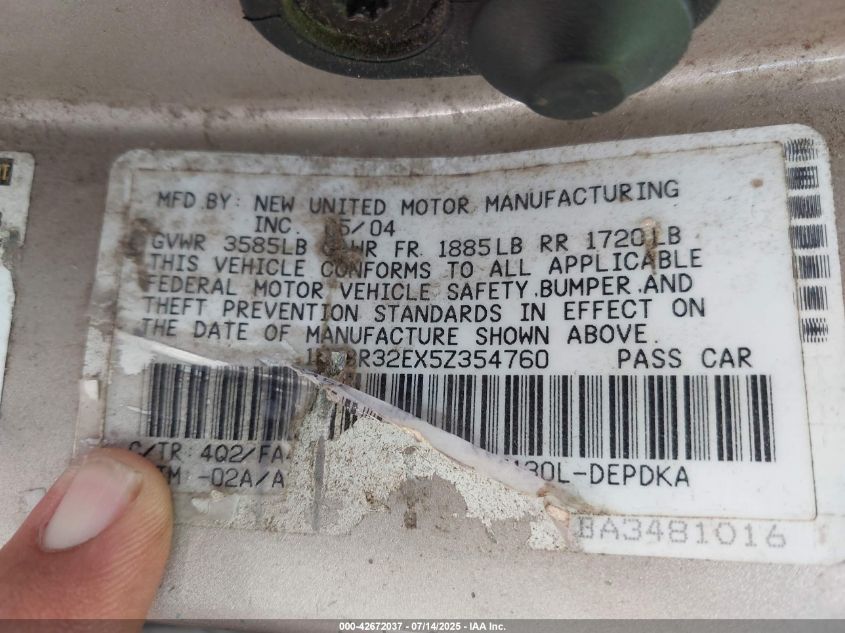 MFD BY: NEW UNITED MOTOR MANUFACTURING
INC. 05/04
GVWR 3585LB GAWR FR. 1885LB RR 1720LB
THIS VEHICLE CONFORMS TO ALL APPLICABLE
FEDERAL MOTOR VEHICLE SAFETY,BUMPER,AND
THEFT PREVENTION STANDARDS IN EFFECT ON
THE DATE OF MANUFACTURE SHOWN ABOVE.
PASS CAR
C/TR 4Q2/FA
-02A/A
130L-DEPDKA
BA3481016
000-42672037 - 07/14/2025 - IAA Inc.